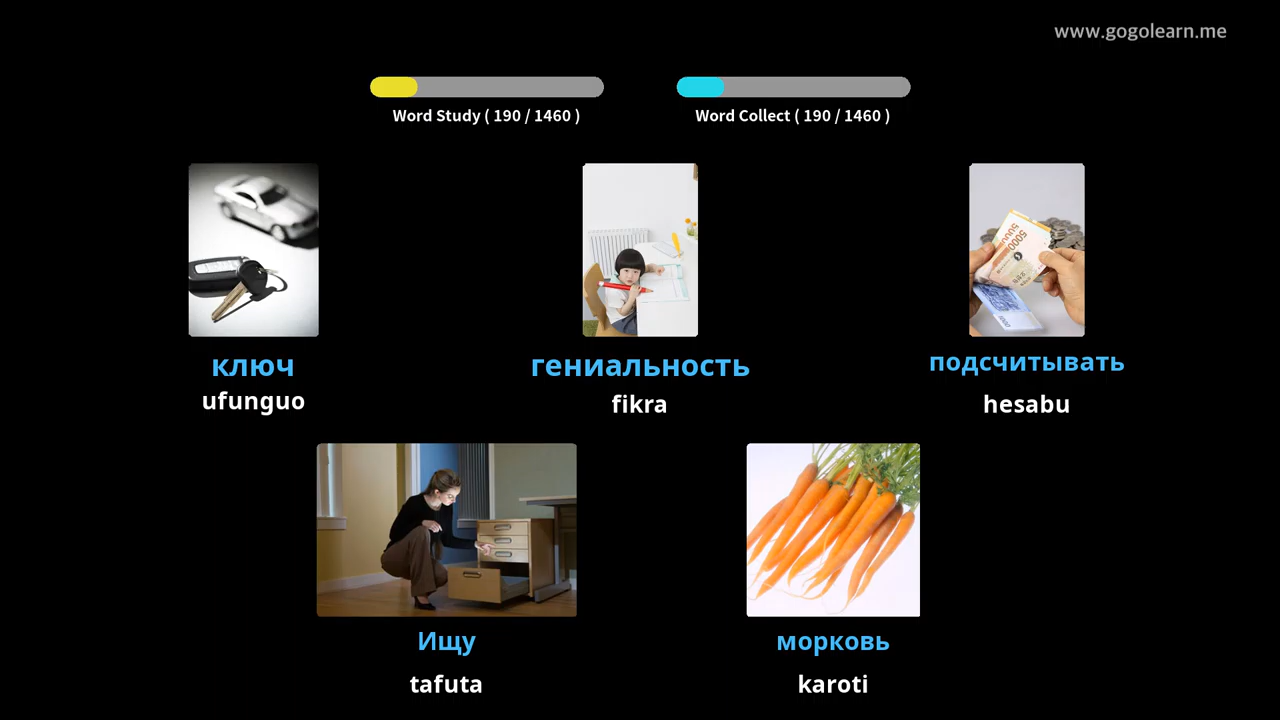 www.gogolearn.me
Word Study ( 190 / 1460 )
Word Collect ( 190 / 1460 )
ключ
ufunguo
гениальность
fikra
подсчитывать
hesabu
Ищу
tafuta
морковь
karoti